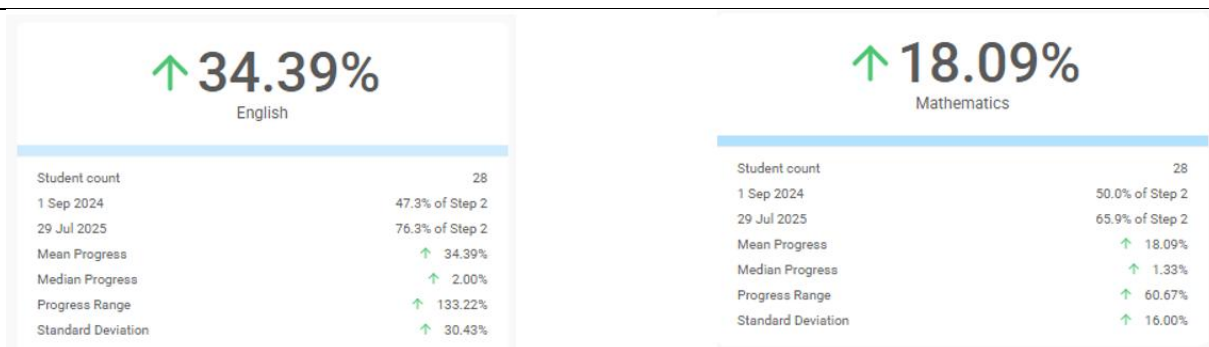 ↑ 34.39%
English
Student count 28
1 Sep 2024 47.3% of Step 2
29 Jul 2025 76.3% of Step 2
Mean Progress ↑ 34.39%
Median Progress ↑ 2.00%
Progress Range ↑ 133.22%
Standard Deviation ↑ 30.43%
↑ 18.09%
Mathematics
Student count 28
1 Sep 2024 50.0% of Step 2
29 Jul 2025 65.9% of Step 2
Mean Progress ↑ 18.09%
Median Progress ↑ 1.33%
Progress Range ↑ 60.67%
Standard Deviation ↑ 16.00%